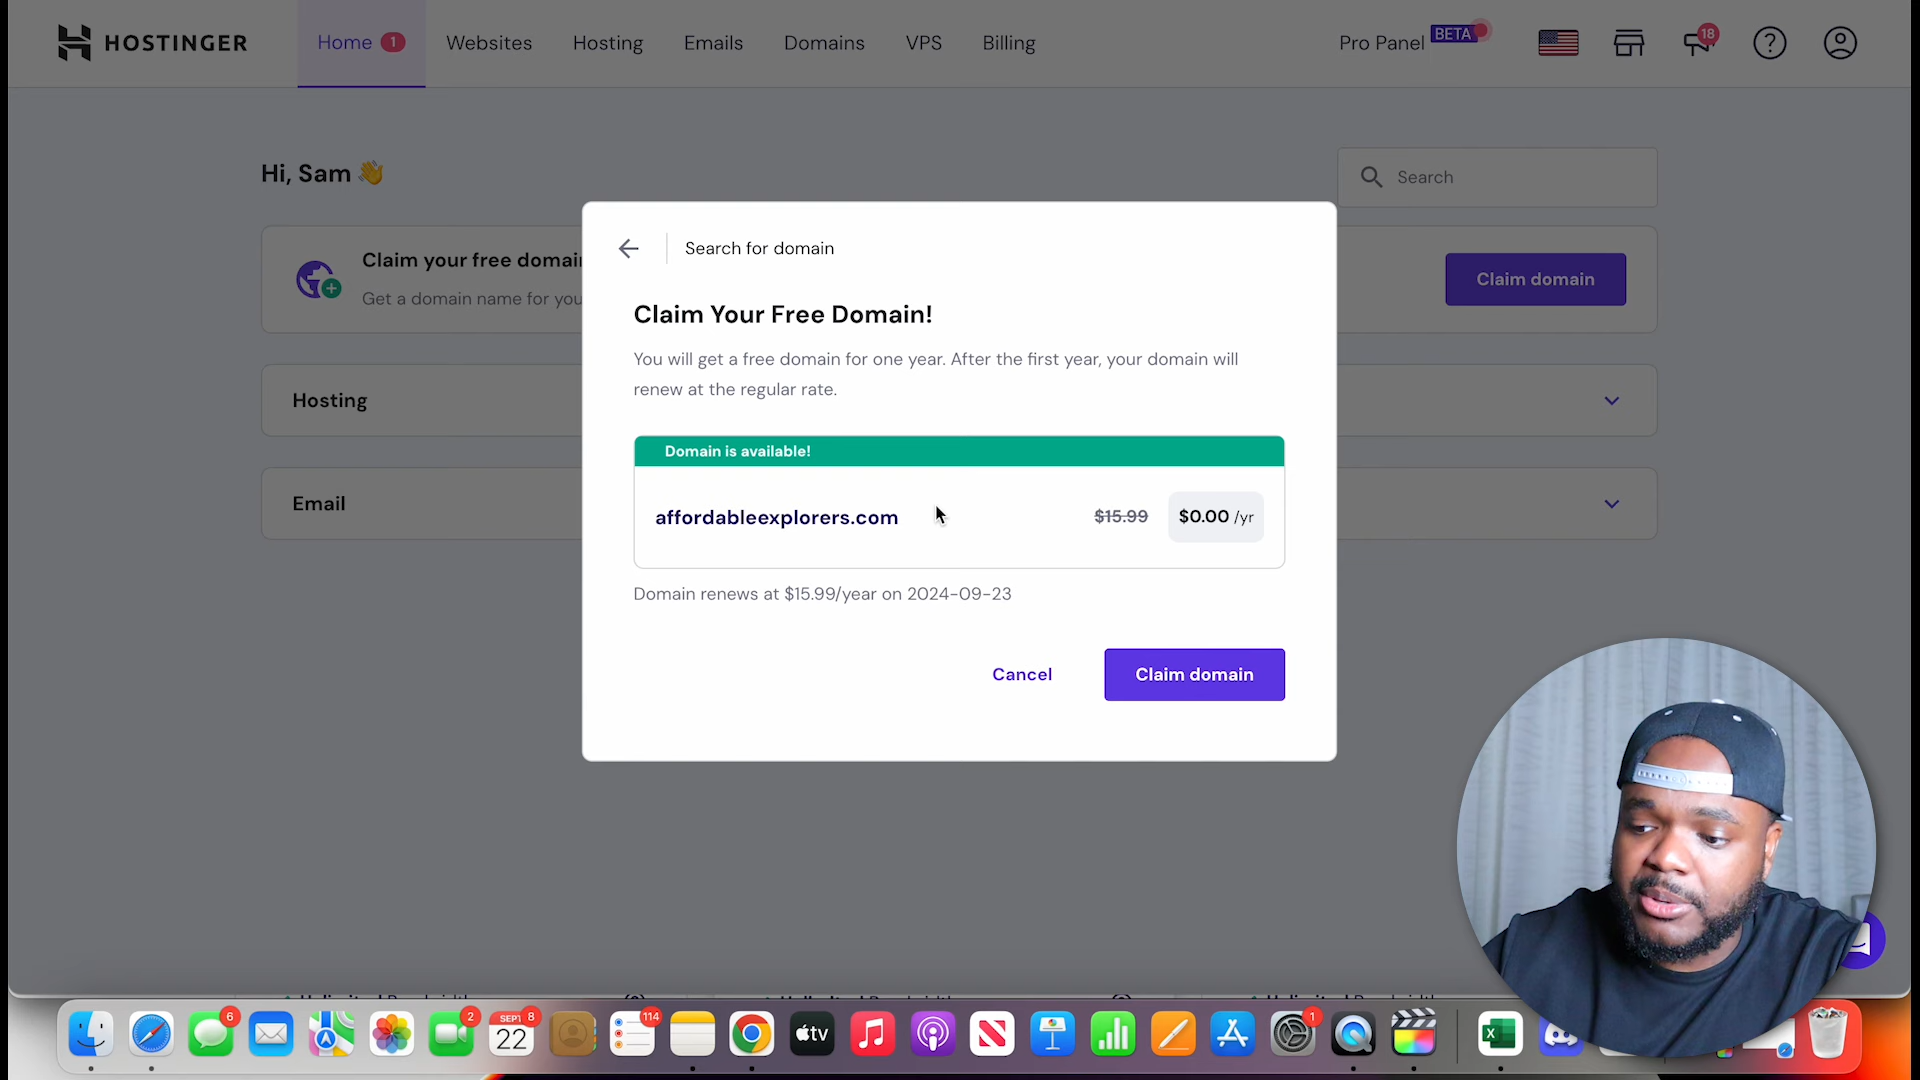 HOSTINGER
Home 1
Websites
Hosting
Emails
Domains
VPS
Billing
Pro Panel BETA
18
Hi, Sam 👋
Search
Claim your free domain
Get a domain name for you
Claim domain
Hosting
Email
Search for domain
Claim Your Free Domain!
You will get a free domain for one year. After the first year, your domain will
renew at the regular rate.
Domain is available!
affordableexplorers.com
$15.99 $0.00 /yr
Domain renews at $15.99/year on 2024-09-23
Cancel
Claim domain
6
2
SEPT 8
22
114
tv
1
X